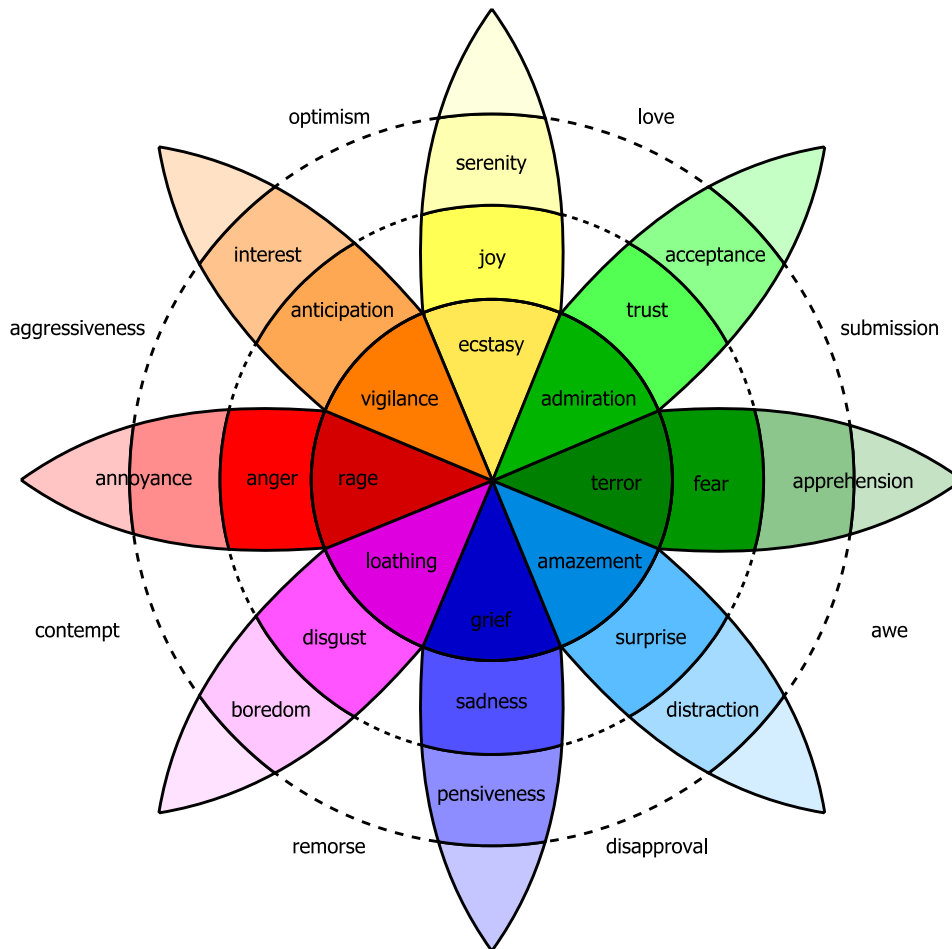 optimism
love
serenity
interest
joy
acceptance
anticipation
trust
aggressiveness
submission
ecstasy
vigilance
admiration
annoyance
anger
rage
terror
fear
apprehension
loathing
amazement
contempt
disgust
grief
surprise
awe
boredom
sadness
distraction
pensiveness
remorse
disapproval